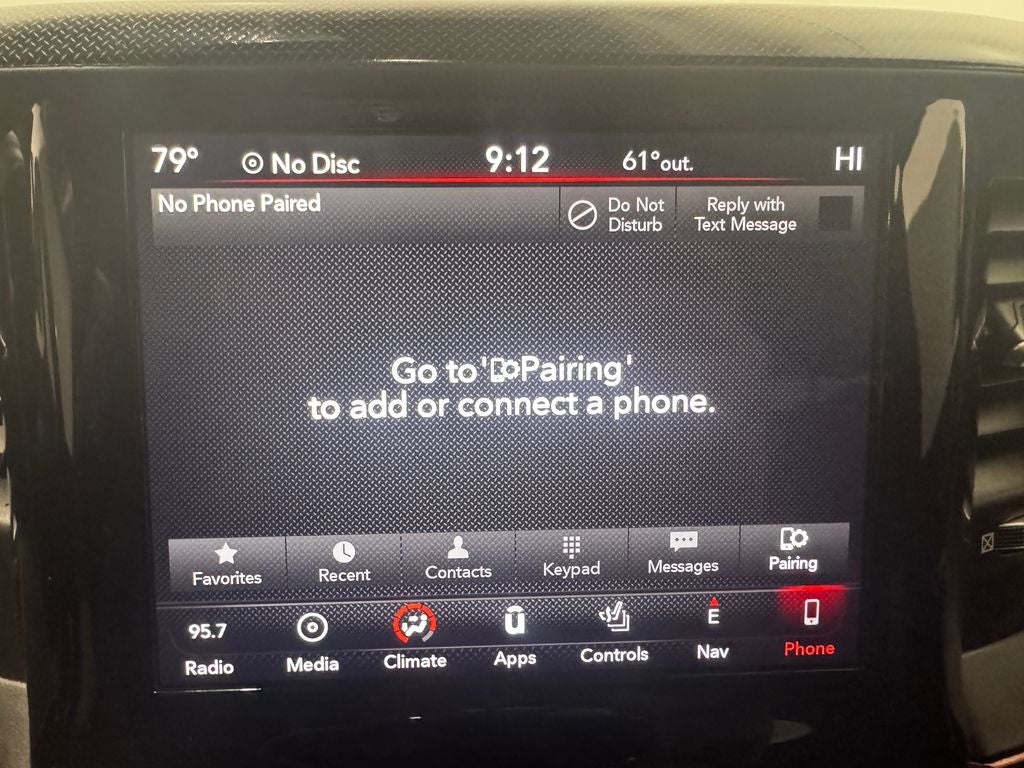 79° No Disc 9:12 61°out. HI
No Phone Paired
Do Not
Disturb
Reply with
Text Message
Go to 'Pairing'
to add or connect a phone.
Favorites Recent Contacts Keypad Messages Pairing
95.7 E
Radio Media Climate Apps Controls Nav Phone